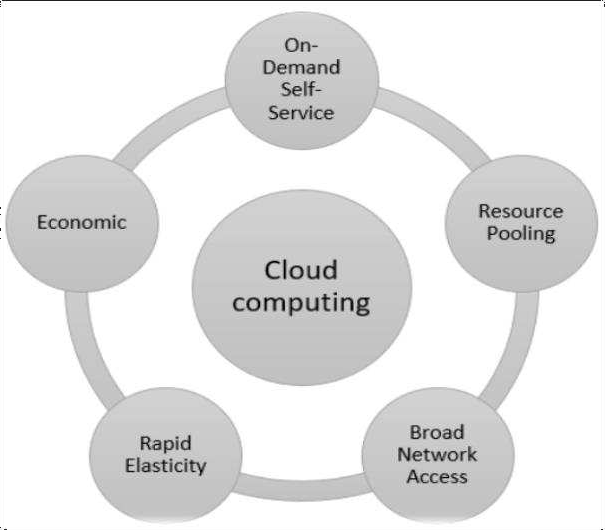 On-
Demand
Self-
Service
Resource
Pooling
Broad
Network
Access
Rapid
Elasticity
Economic
Cloud
computing